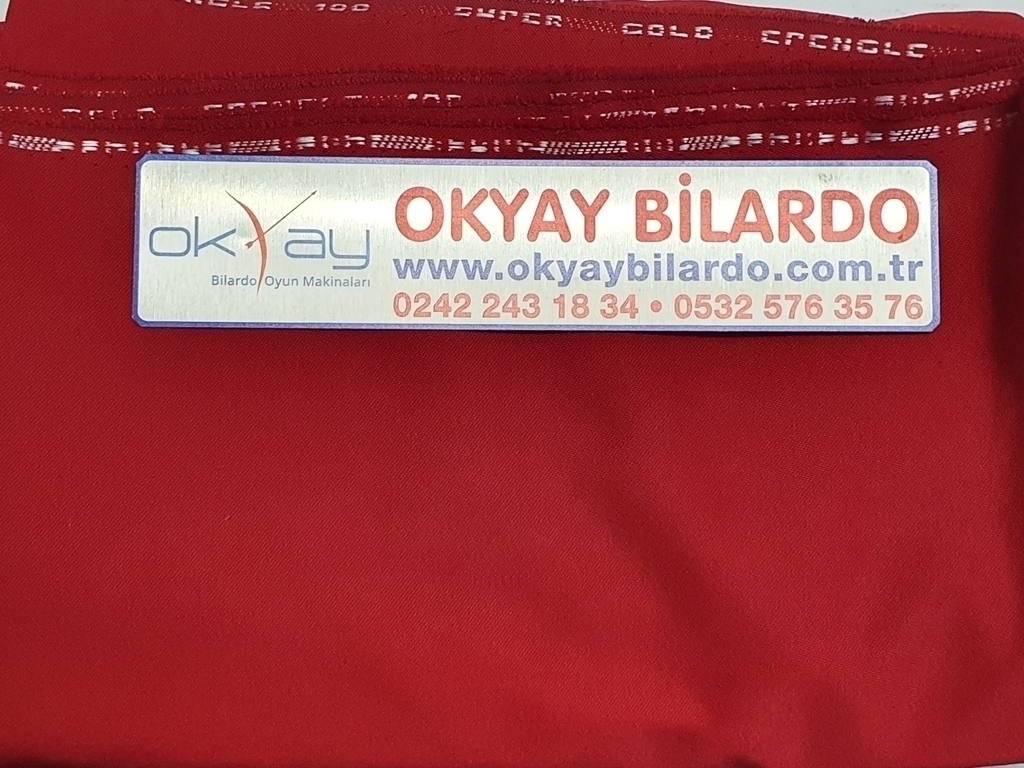 SUPER GOLD EPENGLE
okyay
Bilardo Oyun Makinaları
OKYAY BİLARDO
www.okyaybilardo.com.tr
0242 243 18 34 • 0532 576 35 76